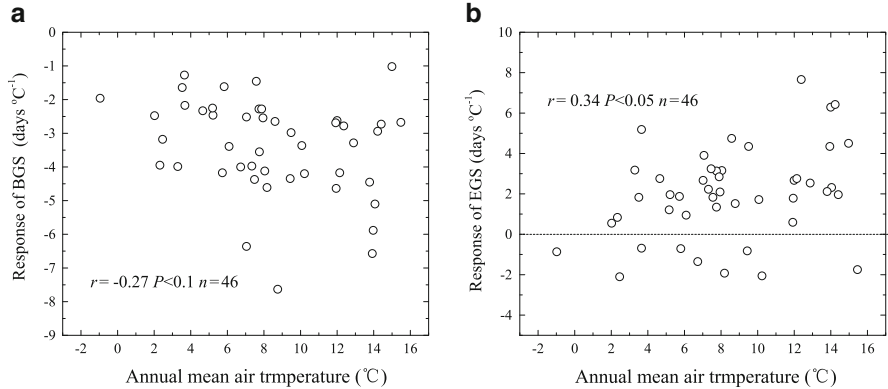 a
0
-1
-2
-3
-4
-5
-6
-7
-8
-9
Response of BGS (days ºC⁻¹)
r= -0.27 P<0.1 n=46
-2 0 2 4 6 8 10 12 14 16
Annual mean air trmperature (℃)
b
10
8
6
4
2
0
-2
-4
Response of EGS (days ºC⁻¹)
r= 0.34 P<0.05 n=46
-2 0 2 4 6 8 10 12 14 16
Annual mean air trmperature (℃)